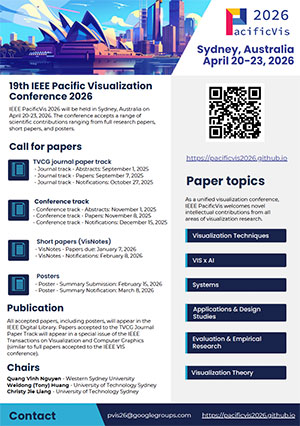 2026
PacificVis
Sydney, Australia
April 20-23, 2026
19th IEEE Pacific Visualization
Conference 2026
IEEE PacificVis 2026 will be held in Sydney, Australia on
April 20-23, 2026. The conference accepts a range of
scientific contributions ranging from full research papers,
short papers, and posters.
Call for papers
TVCG journal paper track
- Journal track - Abstracts: September 1, 2025
- Journal track - Papers: September 7, 2025
- Journal track - Notifications: October 27, 2025
Conference track
- Conference track - Abstracts: November 1, 2025
- Conference track - Papers: November 8, 2025
- Conference track - Notifications: December 15, 2025
Short papers (VisNotes)
- VisNotes - Papers due: January 7, 2026
- VisNotes - Notifications: February 8, 2026
Posters
- Poster - Summary Submission: February 15, 2026
- Poster - Summary Notification: March 8, 2026
Publication
All accepted papers, including posters, will appear in the
IEEE Digital Library. Papers accepted to the TVCG Journal
Paper Track will appear in a special issue of the IEEE
Transactions on Visualization and Computer Graphics
(similar to full papers accepted to the IEEE VIS
conference).
Chairs
Quang Vinh Nguyen - Western Sydney University
Weidong (Tony) Huang - University of Technology Sydney
Christy Jie Liang - University of Technology Sydney
https://pacificvis2026.github.io
Paper topics
As a unified visualization conference,
IEEE PacificVis welcomes novel
intellectual contributions from all
areas of visualization research.
Visualization Techniques
VIS x AI
Systems
Applications & Design
Studies
Evaluation & Empirical
Research
Visualization Theory
Contact
pvis26@googlegroups.com
https://pacificvis2026.github.io